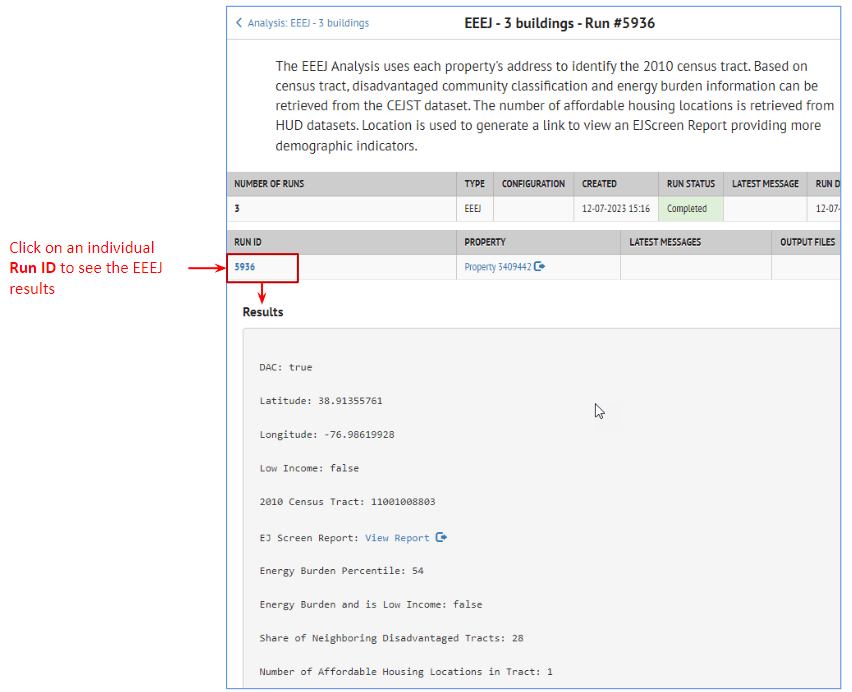 Analysis: EEEJ - 3 buildings
EEEJ - 3 buildings - Run #5936
The EEEJ Analysis uses each property's address to identify the 2010 census tract. Based on
census tract, disadvantaged community classification and energy burden information can be
retrieved from the CEJST dataset. The number of affordable housing locations is retrieved from
HUD datasets. Location is used to generate a link to view an EJScreen Report providing more
demographic indicators.
NUMBER OF RUNS TYPE CONFIGURATION CREATED RUN STATUS LATEST MESSAGE RUN D
3 EEEJ 12-07-2023 15:16 Completed 12-07-
RUN ID PROPERTY LATEST MESSAGES OUTPUT FILES
5936 Property 3409442
Click on an individual
Run ID to see the EEEJ
results
Results
DAC: true
Latitude: 38.91355761
Longitude: -76.98619928
Low Income: false
2010 Census Tract: 11001008803
EJ Screen Report: View Report
Energy Burden Percentile: 54
Energy Burden and is Low Income: false
Share of Neighboring Disadvantaged Tracts: 28
Number of Affordable Housing Locations in Tract: 1